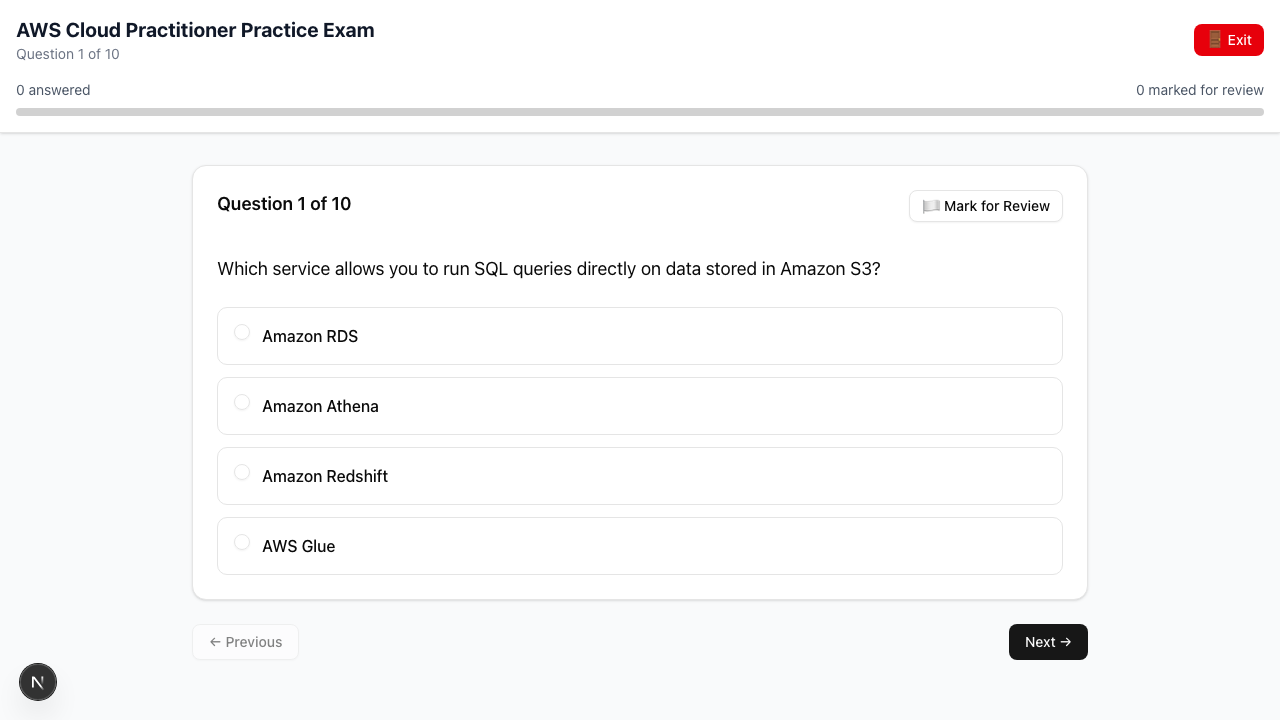 AWS Cloud Practitioner Practice Exam
Question 1 of 10
Exit
0 answered
0 marked for review
Question 1 of 10
Mark for Review
Which service allows you to run SQL queries directly on data stored in Amazon S3?
Amazon RDS
Amazon Athena
Amazon Redshift
AWS Glue
← Previous
Next →
N